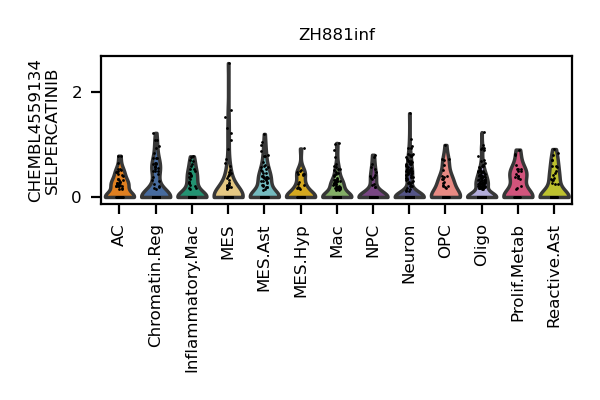 ZH881inf
CHEMBL4559134
SELPERCATINIB
2
0
AC
Chromatin.Reg
Inflammatory.Mac
MES
MES.Ast
MES.Hyp
Mac
NPC
Neuron
OPC
Oligo
Prolif.Metab
Reactive.Ast